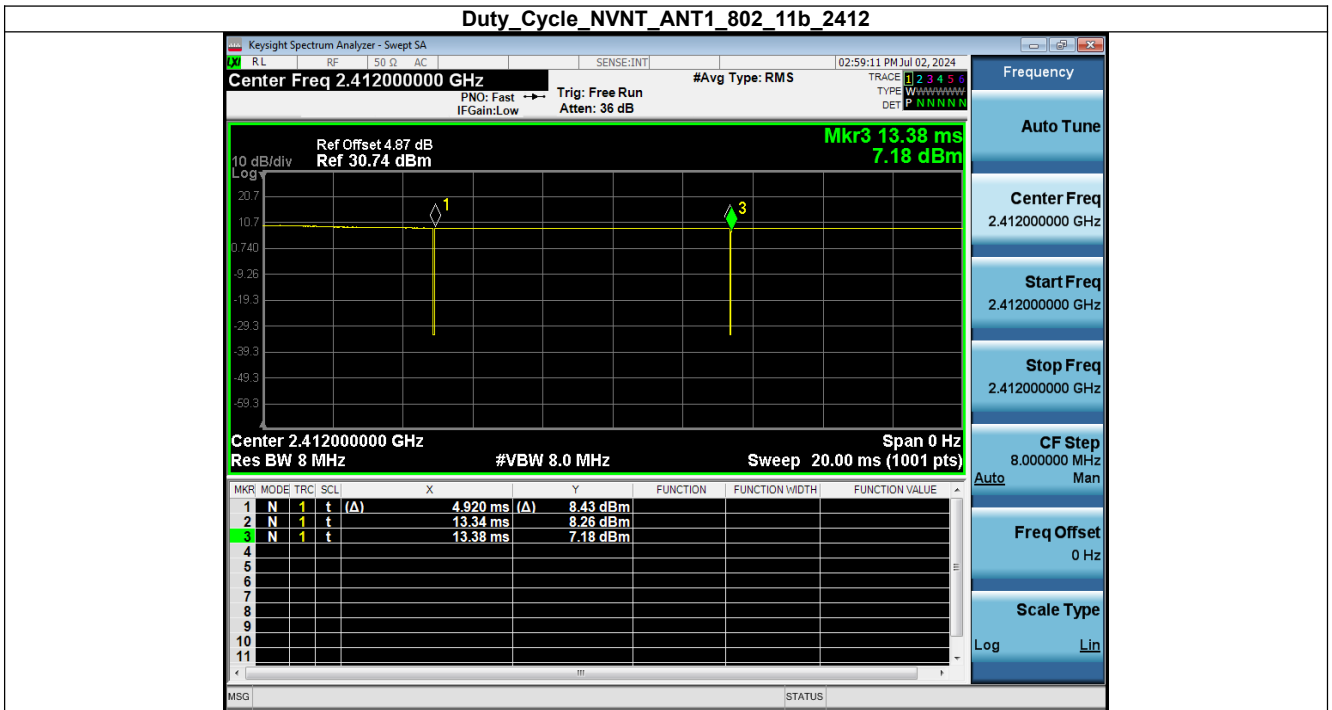 Duty_Cycle_NVNT_ANT1_802_11b_2412
Keysight Spectrum Analyzer - Swept SA
LXI RL RF 50 Ω AC SENSE:INT 02:59:11 PM Jul 02, 2024
Center Freq 2.412000000 GHz #Avg Type: RMS TRACE 1 2 3 4 5 6
PNO: Fast Trig: Free Run TYPE WWWWWW
IFGain:Low Atten: 36 dB DET P N N N N N
Mkr3 13.38 ms
7.18 dBm
Ref Offset 4.87 dB
10 dB/div Ref 30.74 dBm
Log
20.7
10.7
0.740
-9.26
-19.3
-29.3
-39.3
-49.3
-59.3
1
3
Center 2.412000000 GHz Span 0 Hz
Res BW 8 MHz #VBW 8.0 MHz Sweep 20.00 ms (1001 pts)
MKR MODE TRC SCL X Y FUNCTION FUNCTION WIDTH FUNCTION VALUE
1 N 1 t (Δ) 4.920 ms (Δ) 8.43 dBm
2 N 1 t 13.34 ms 8.26 dBm
3 N 1 t 13.38 ms 7.18 dBm
4
5
6
7
8
9
10
11
MSG STATUS
Frequency
Auto Tune
Center Freq
2.412000000 GHz
Start Freq
2.412000000 GHz
Stop Freq
2.412000000 GHz
CF Step
8.000000 MHz
Auto Man
Freq Offset
0 Hz
Scale Type
Log Lin